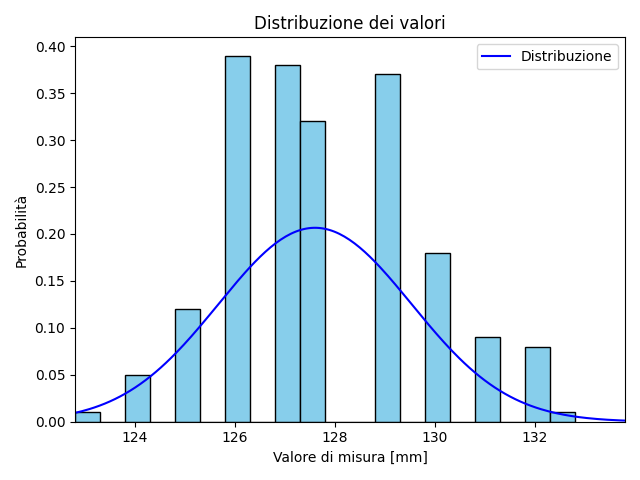 Distribuzione dei valori
Distribuzione
Probabilità
0.40
0.35
0.30
0.25
0.20
0.15
0.10
0.05
0.00
124 126 128 130 132
Valore di misura [mm]